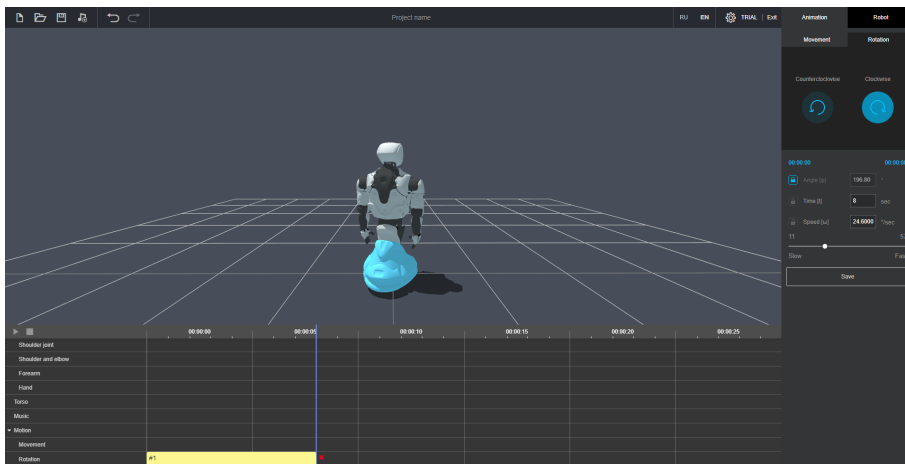 Project name
RU EN TRIAL | Exit
Animation Robot
Movement Rotation
Counterclockwise Clockwise
00:00:00
Angle [φ] 196.80 °
Time [t] 8 sec
Speed [ω] 24.6000 °/sec
11
Slow
Save
00:00:00 00:00:05 00:00:10 00:00:15 00:00:20 00:00:25
Shoulder joint
Shoulder and elbow
Forearm
Hand
Torso
Music
Motion
Movement
Rotation #1